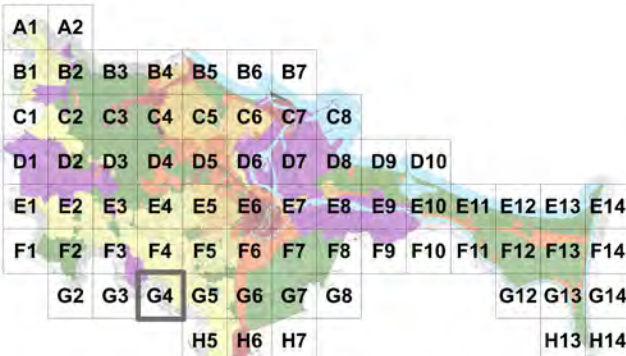 A1 A2
B1 B2 B3 B4 B5 B6 B7
C1 C2 C3 C4 C5 C6 C7 C8
D1 D2 D3 D4 D5 D6 D7 D8 D9 D10
E1 E2 E3 E4 E5 E6 E7 E8 E9 E10 E11 E12 E13 E14
F1 F2 F3 F4 F5 F6 F7 F8 F9 F10 F11 F12 F13 F14
G2 G3 G4 G5 G6 G7 G8 G12 G13 G14
H5 H6 H7 H13 H14